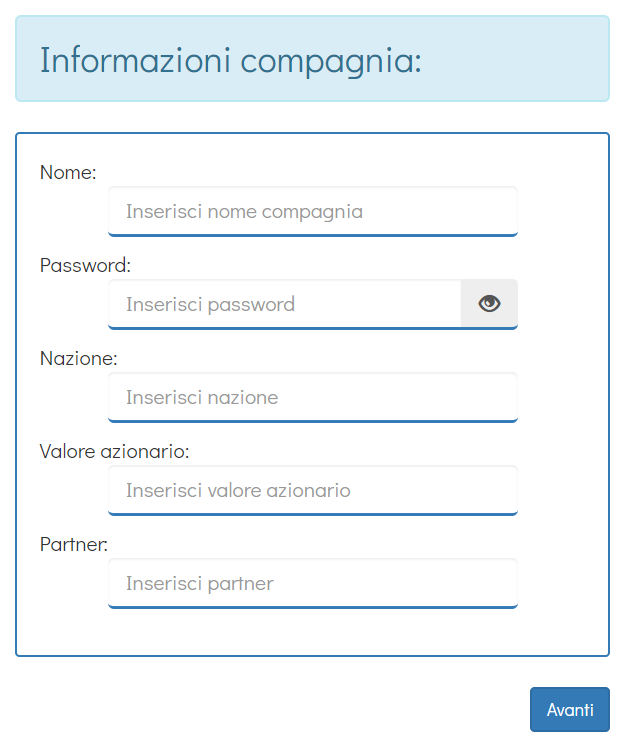 Informazioni compagnia:
Nome:
Inserisci nome compagnia
Password:
Inserisci password
Nazione:
Inserisci nazione
Valore azionario:
Inserisci valore azionario
Partner:
Inserisci partner
Avanti